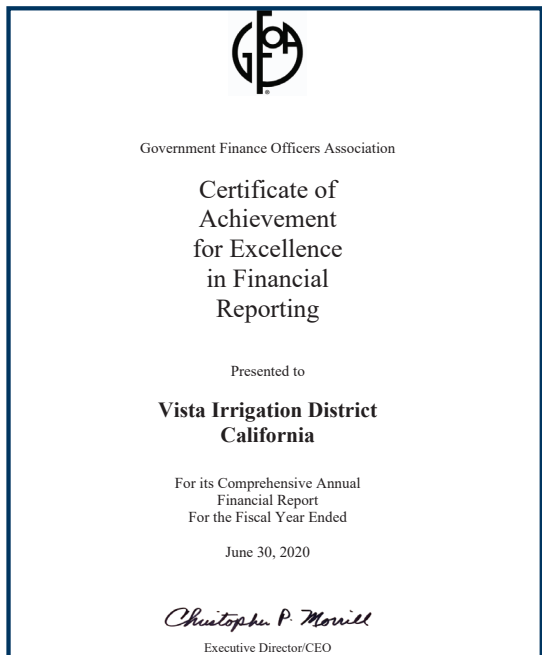 GFOA
®
Government Finance Officers Association
Certificate of
Achievement
for Excellence
in Financial
Reporting
Presented to
Vista Irrigation District
California
For its Comprehensive Annual
Financial Report
For the Fiscal Year Ended
June 30, 2020
Christopher P. Morrill
Executive Director/CEO